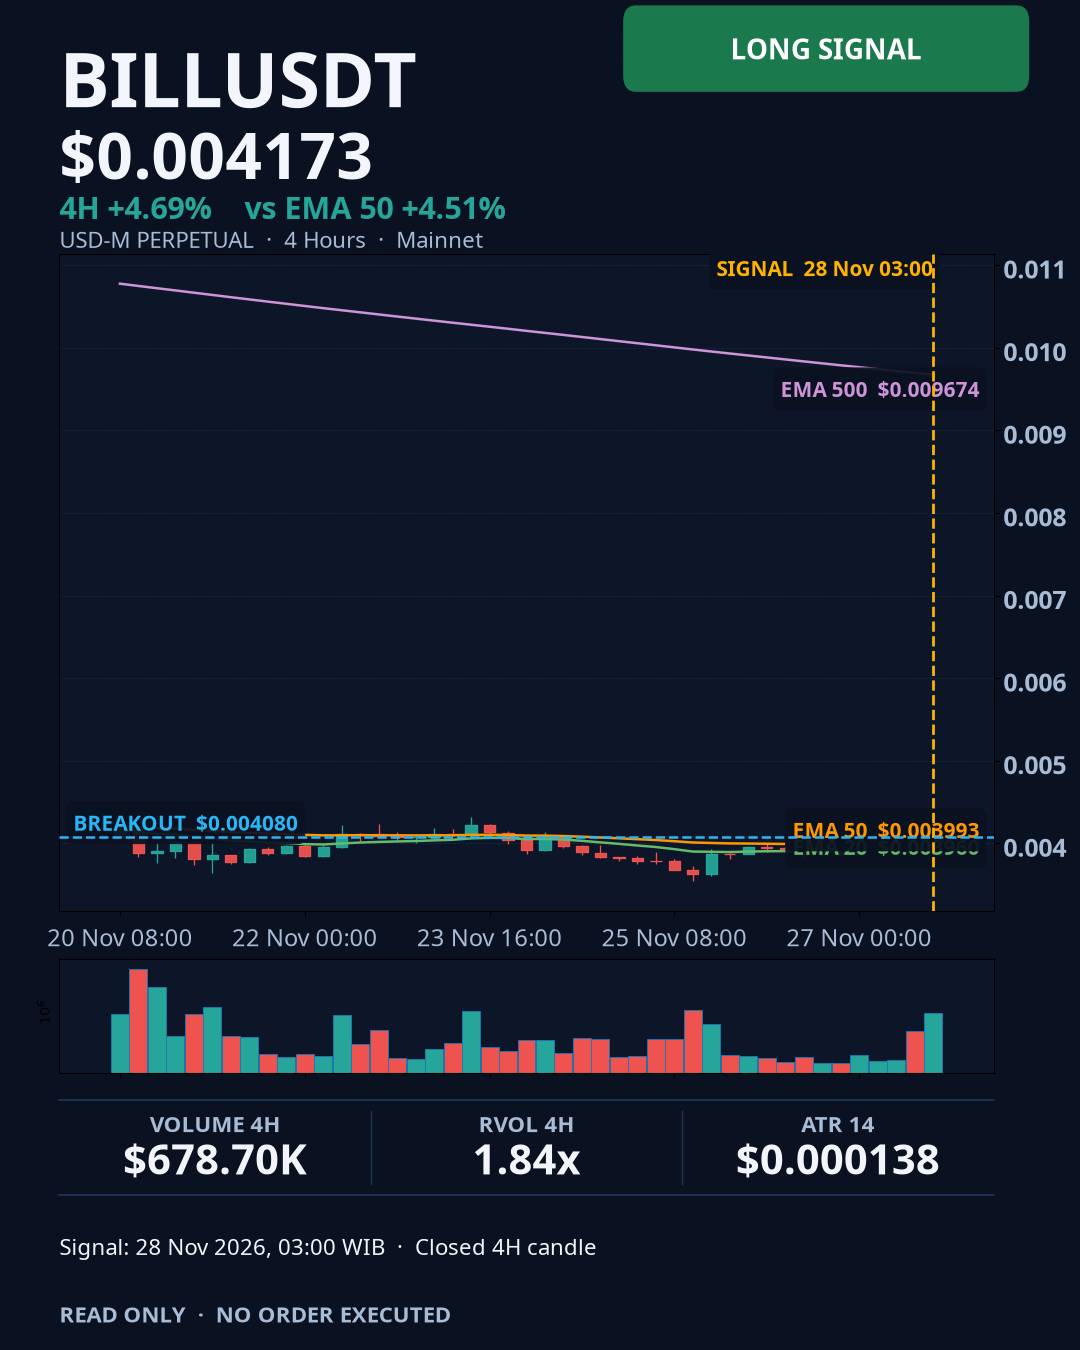 LONG SIGNAL
BILLUSDT
$0.004173
4H +4.69% vs EMA 50 +4.51%
USD-M PERPETUAL · 4 Hours · Mainnet
SIGNAL 28 Nov 03:00
0.011
0.010
EMA 500 $0.009674
0.009
0.008
0.007
0.006
0.005
BREAKOUT $0.004080
EMA 50 $0.003993
EMA 20
0.004
20 Nov 08:00 22 Nov 00:00 23 Nov 16:00 25 Nov 08:00 27 Nov 00:00
10⁶
VOLUME 4H RVOL 4H ATR 14
$678.70K 1.84x $0.000138
Signal: 28 Nov 2026, 03:00 WIB · Closed 4H candle
READ ONLY · NO ORDER EXECUTED